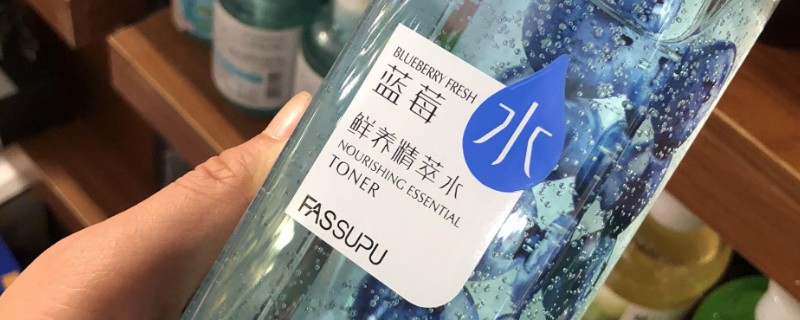 BLUEBERRY FRESH
蓝莓
水
鲜养精萃水
NOURISHING ESSENTIAL
TONER
FASSUPU